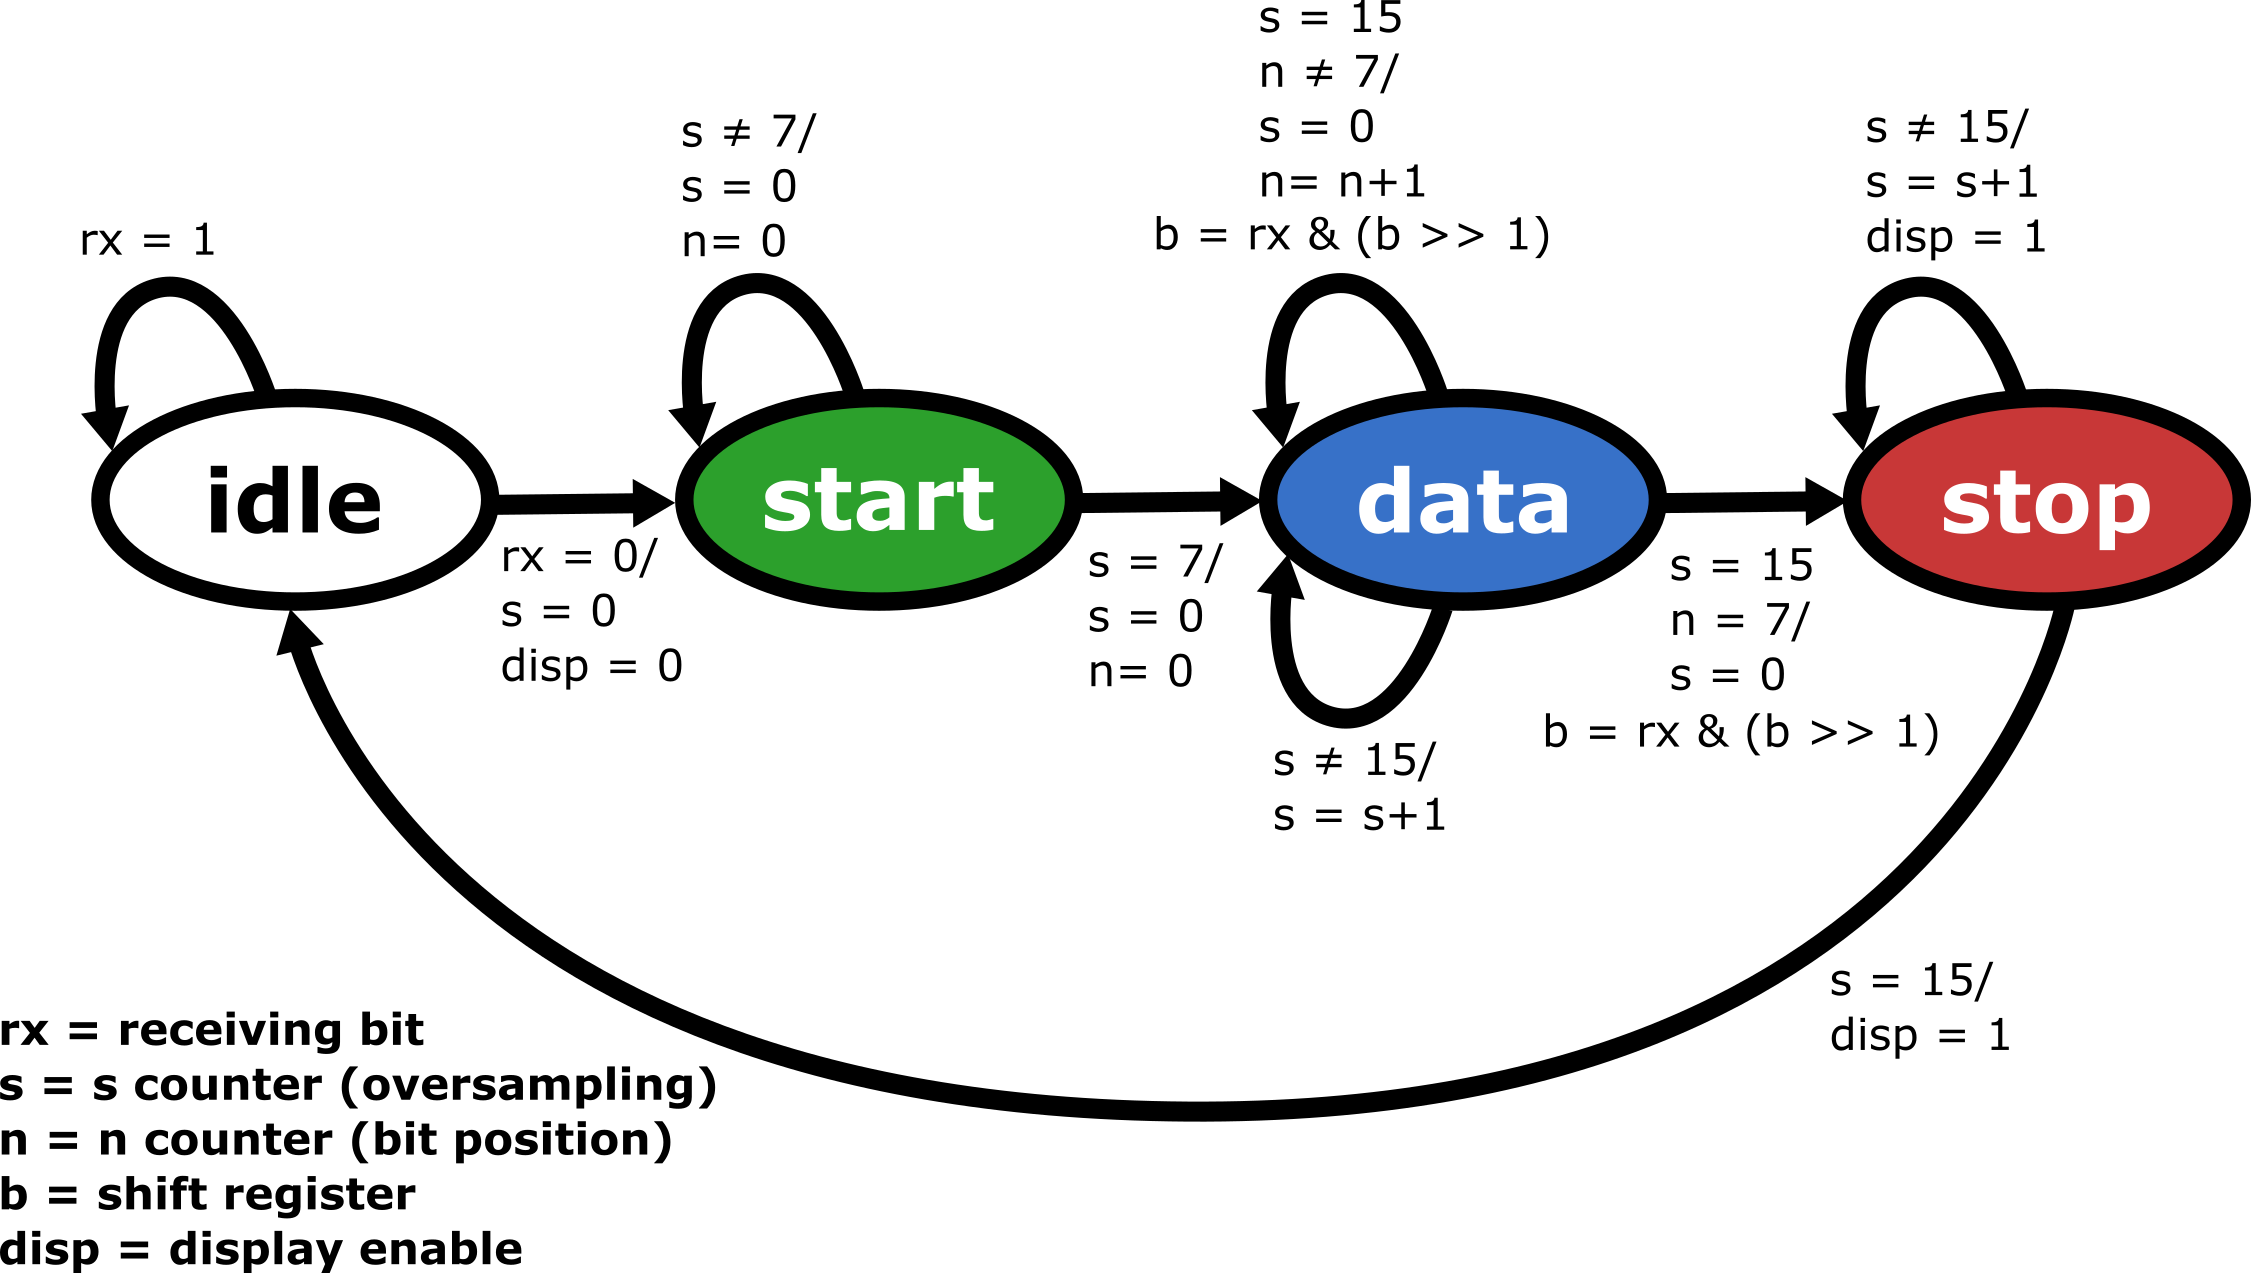 rx = 1
s ≠ 7/
s = 0
n= 0
s = 15
n ≠ 7/
s = 0
n= n+1
b = rx & (b >> 1)
s ≠ 15/
s = s+1
disp = 1
idle
start
data
stop
rx = 0/
s = 0
disp = 0
s = 7/
s = 0
n= 0
s ≠ 15/
s = s+1
s = 15
n = 7/
s = 0
b = rx & (b >> 1)
s = 15/
disp = 1
rx = receiving bit
s = s counter (oversampling)
n = n counter (bit position)
b = shift register
disp = display enable